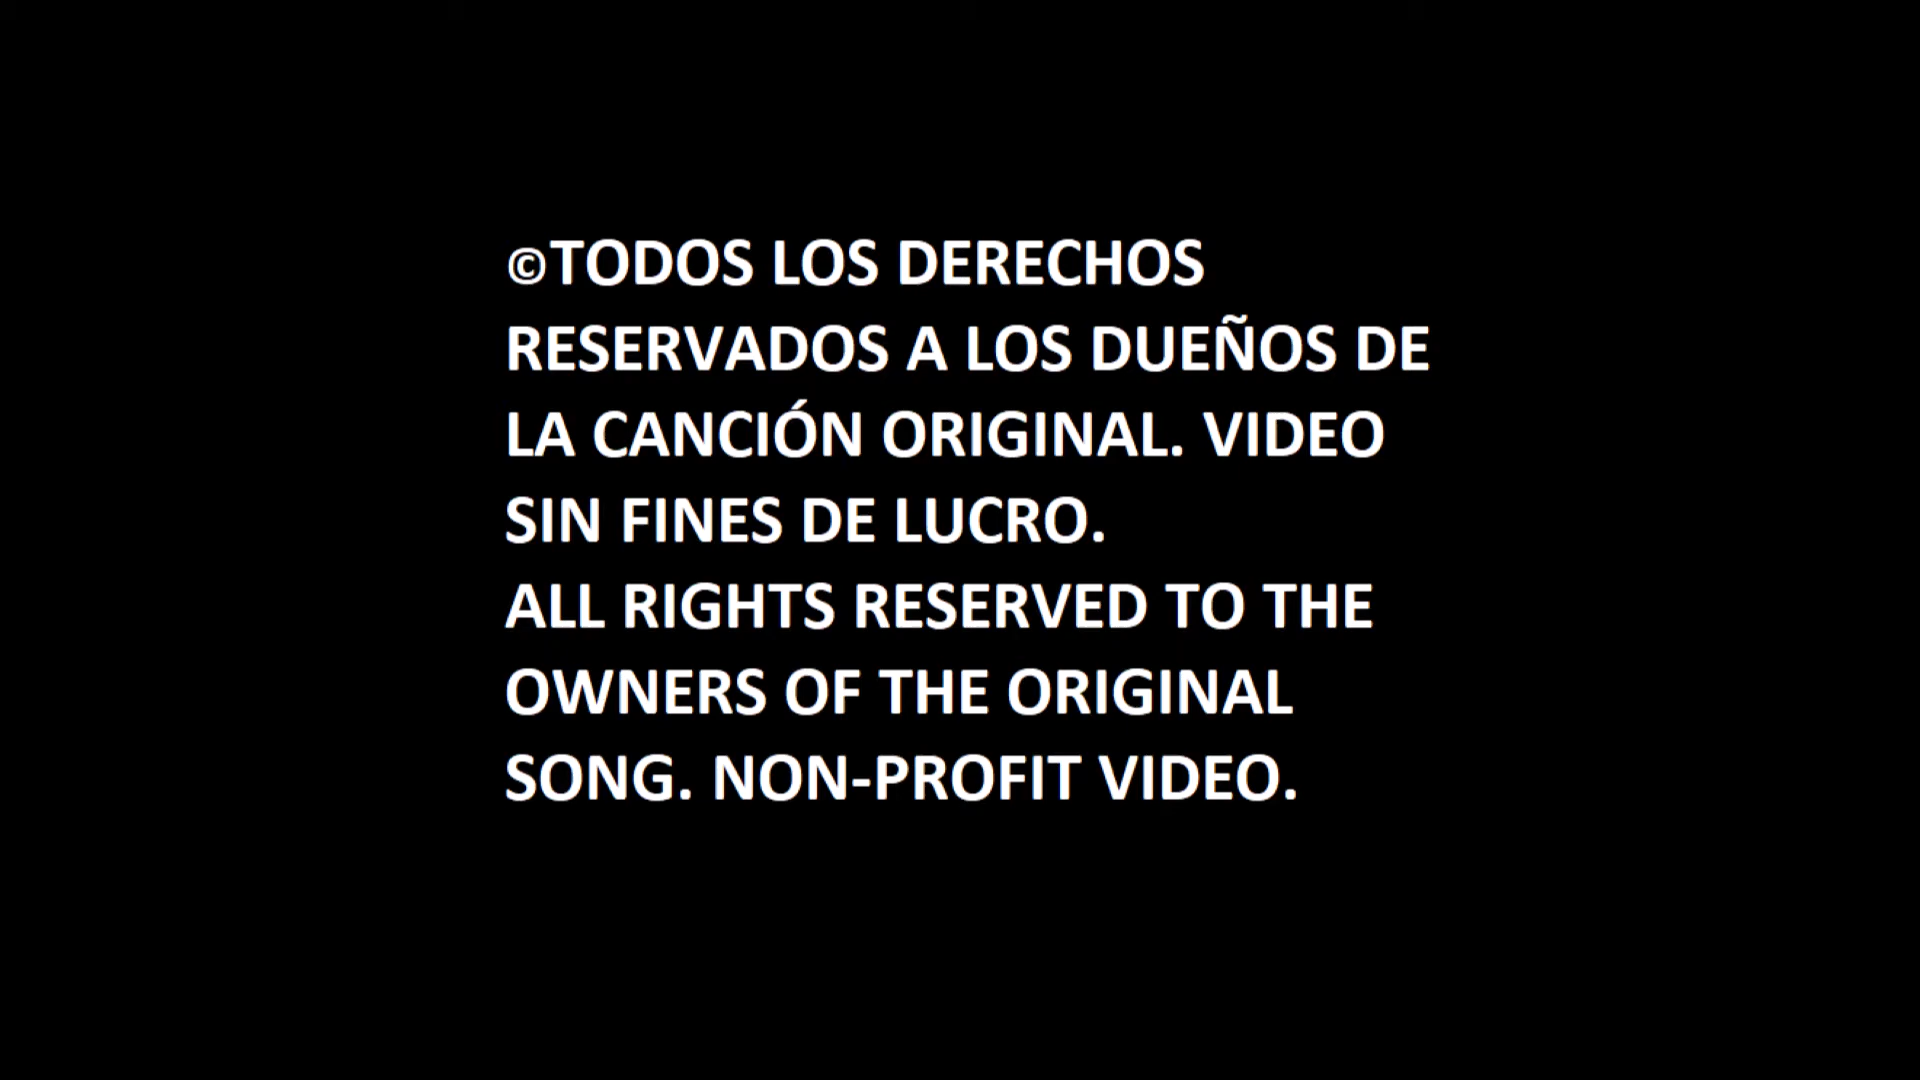 ©TODOS LOS DERECHOS
RESERVADOS A LOS DUEÑOS DE
LA CANCIÓN ORIGINAL. VIDEO
SIN FINES DE LUCRO.
ALL RIGHTS RESERVED TO THE
OWNERS OF THE ORIGINAL
SONG. NON-PROFIT VIDEO.